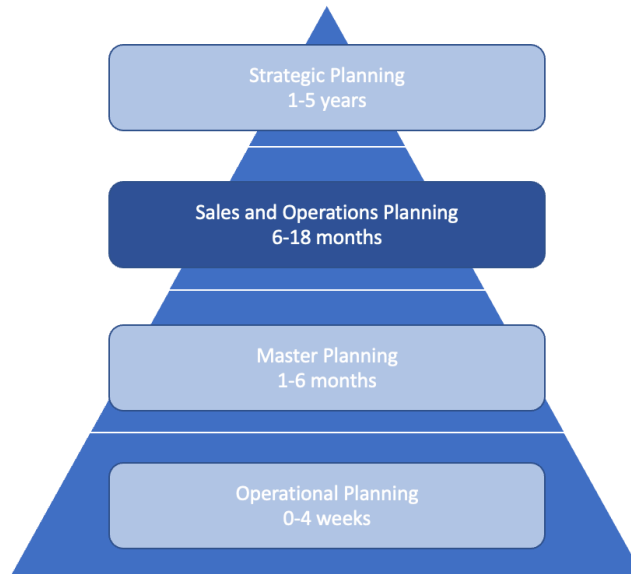 Strategic Planning
1-5 years
Sales and Operations Planning
6-18 months
Master Planning
1-6 months
Operational Planning
0-4 weeks